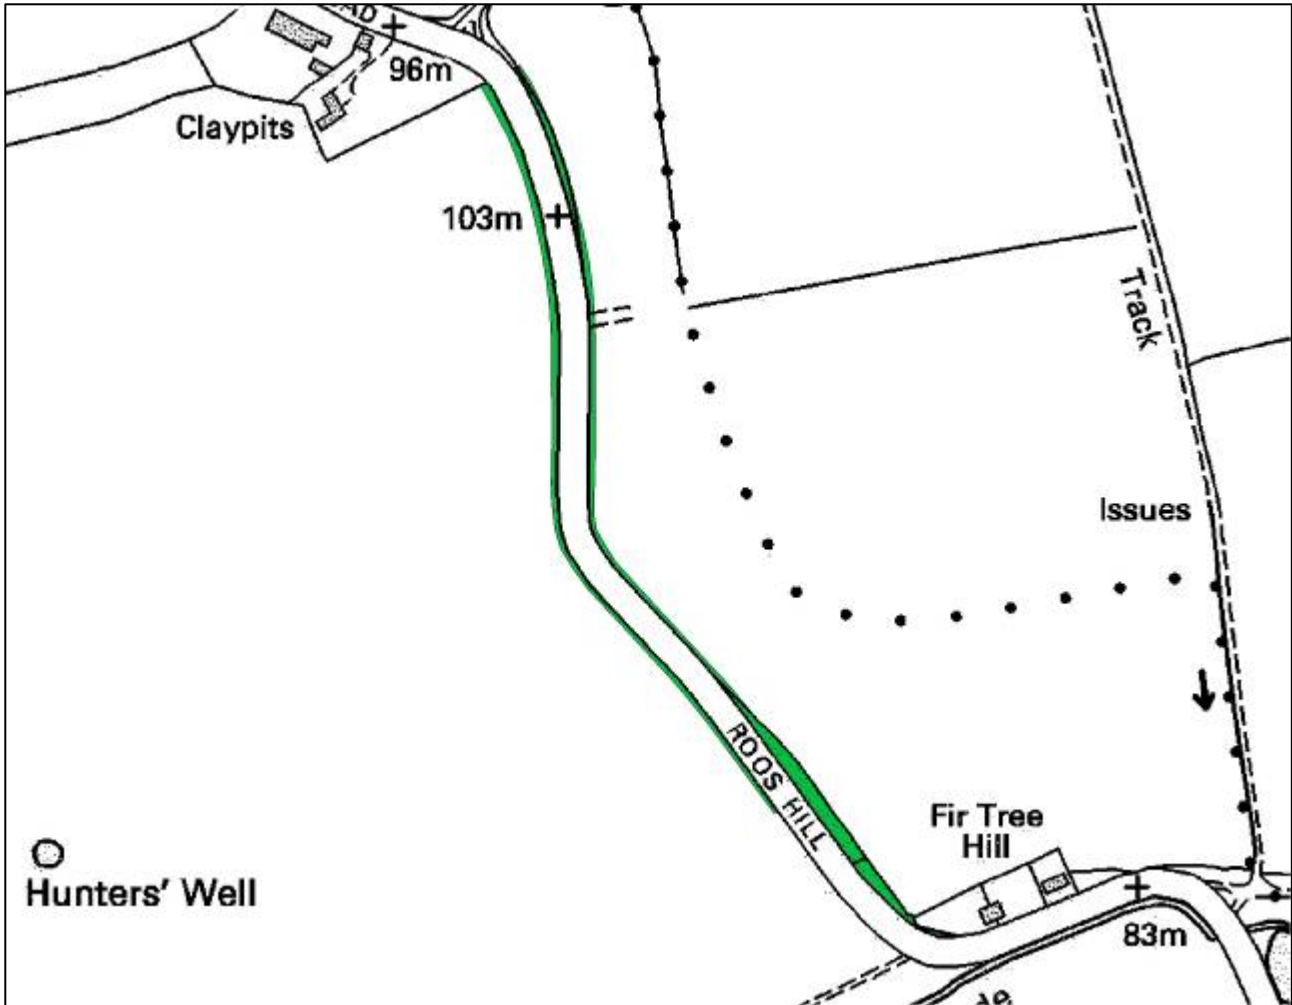 96m
Claypits
103m
Track
Issues
ROOS HILL
Fir Tree
Hill
Hunters' Well
83m